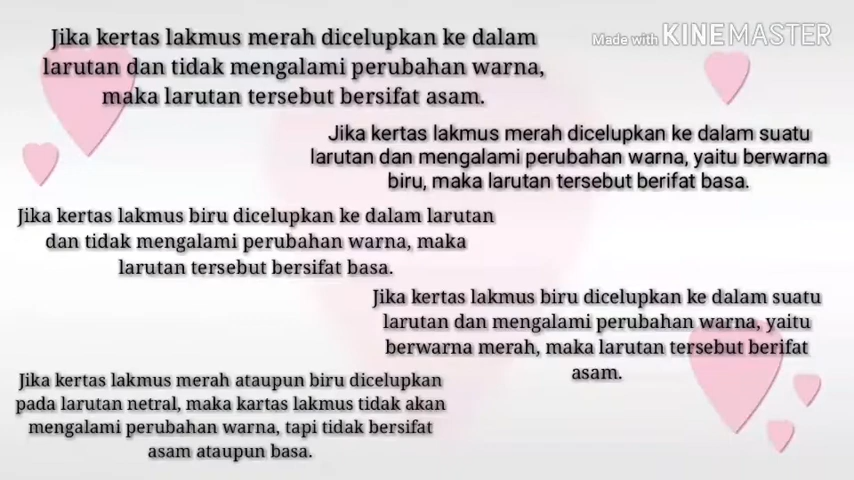 Jika kertas lakmus merah dicelupkan ke dalam
larutan dan tidak mengalami perubahan warna,
maka larutan tersebut bersifat asam.
Made with KINEMASTER
Jika kertas lakmus merah dicelupkan ke dalam suatu
larutan dan mengalami perubahan warna, yaitu berwarna
biru, maka larutan tersebut berifat basa.
Jika kertas lakmus biru dicelupkan ke dalam larutan
dan tidak mengalami perubahan warna, maka
larutan tersebut bersifat basa.
Jika kertas lakmus biru dicelupkan ke dalam suatu
larutan dan mengalami perubahan warna, yaitu
berwarna merah, maka larutan tersebut berifat
asam.
Jika kertas lakmus merah ataupun biru dicelupkan
pada larutan netral, maka kartas lakmus tidak akan
mengalami perubahan warna, tapi tidak bersifat
asam ataupun basa.